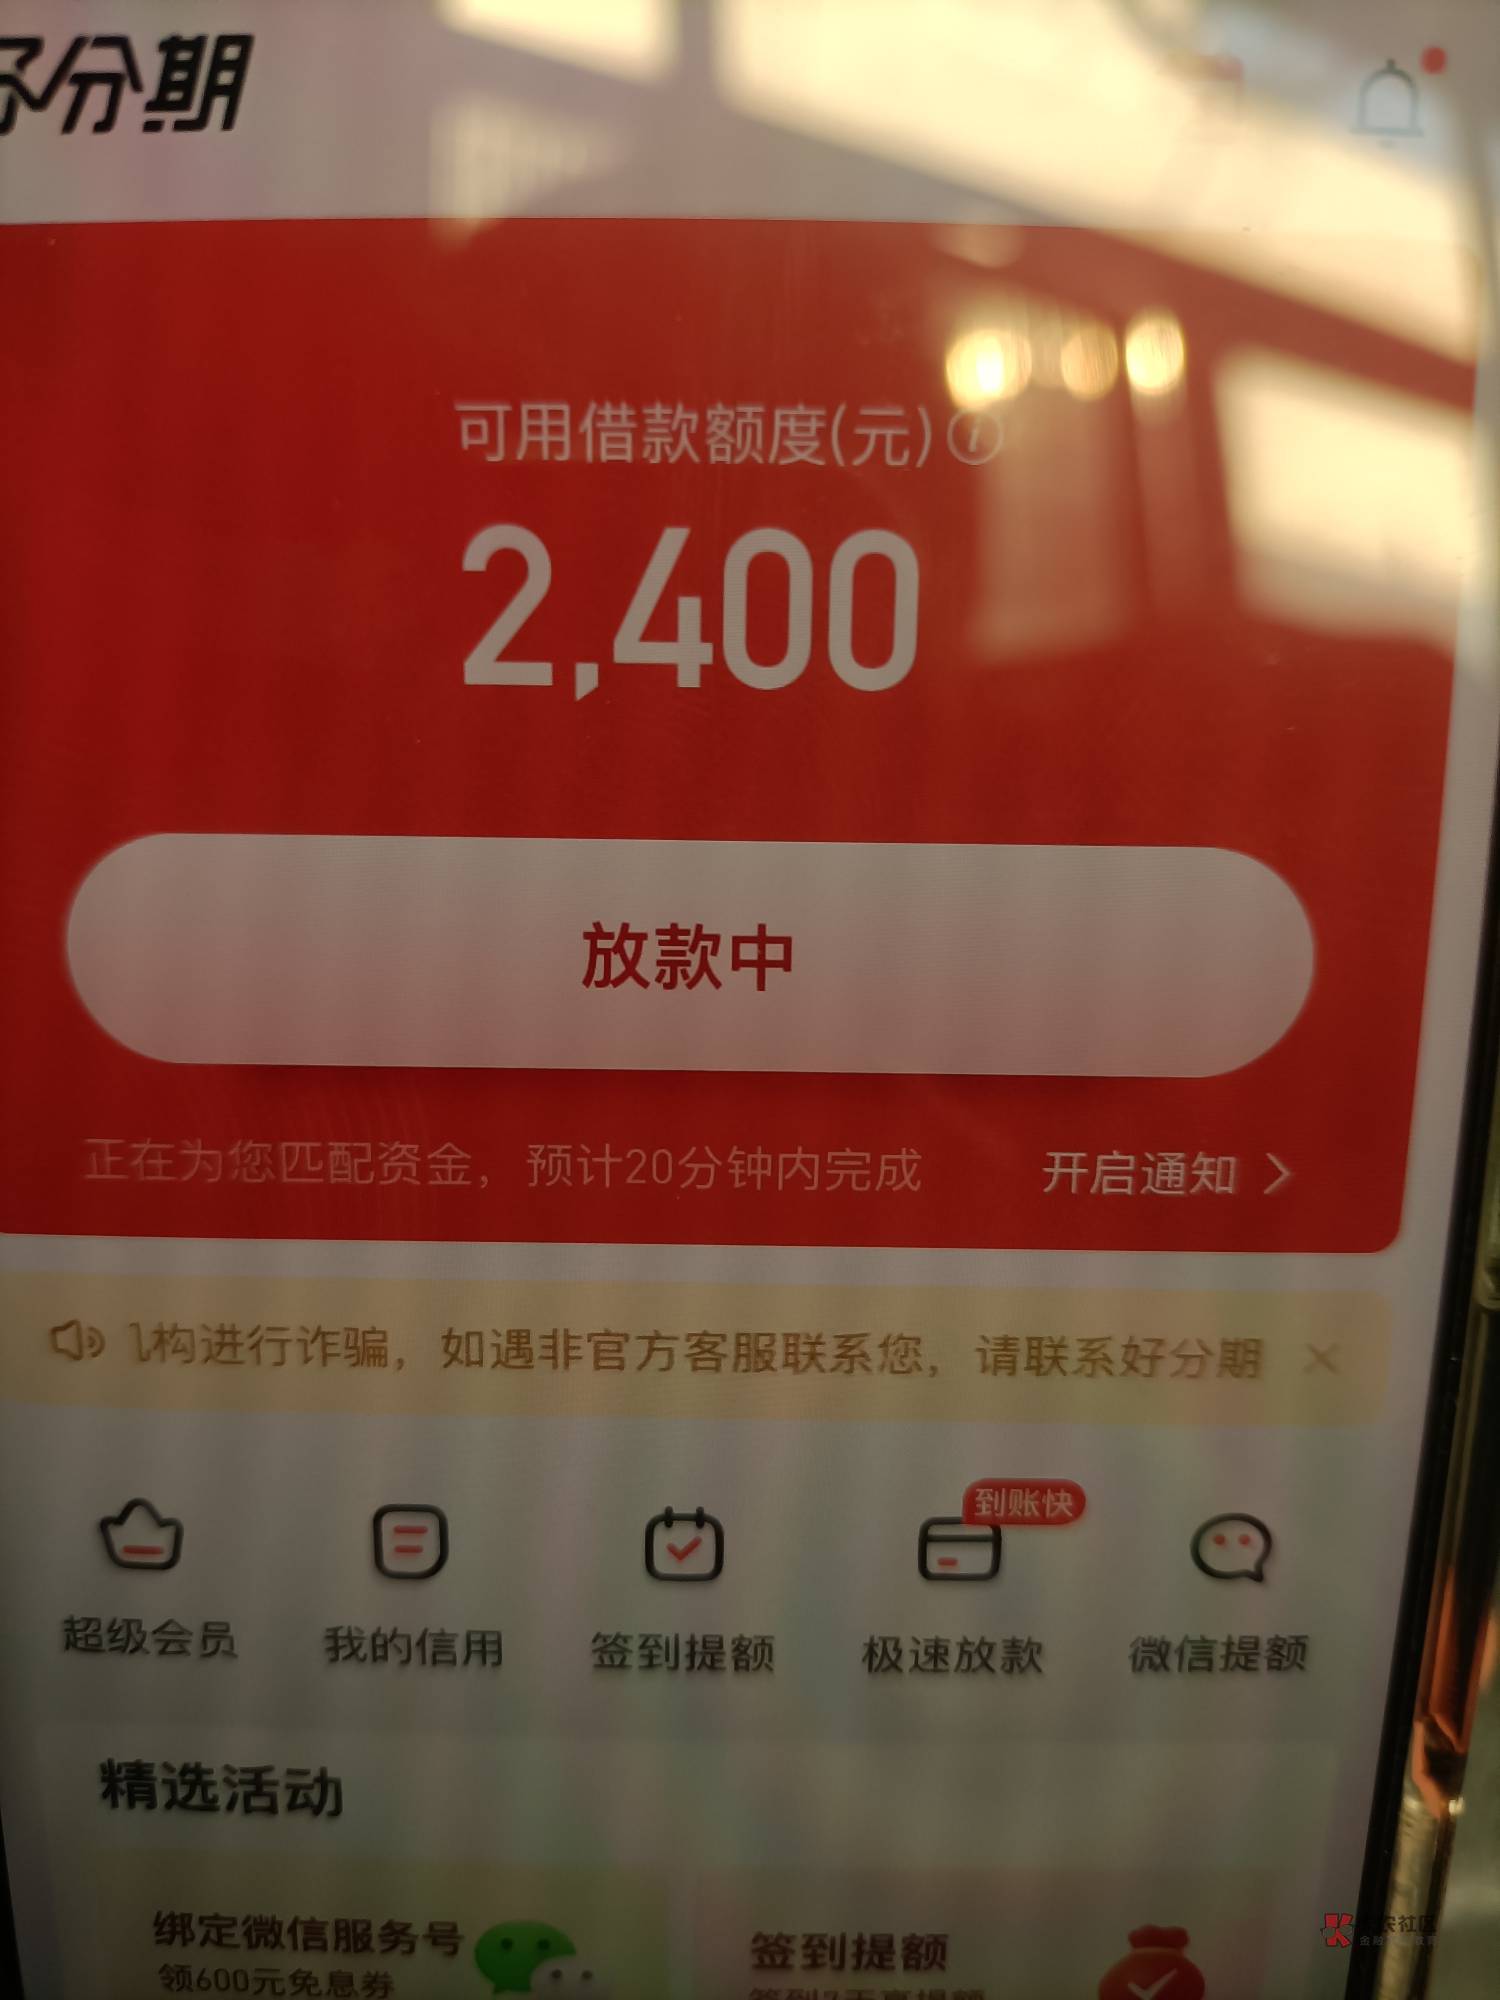 分期
可用借款额度(元)
2,400
放款中
正在为您匹配资金，预计20分钟内完成
开启通知
构进行诈骗，如遇非官方客服联系您，请联系好分期
到账快
超级会员
我的信用
签到提额
极速放款
微信提额
精选活动
绑定微信服务号
领600元免息券
签到提额
农社区